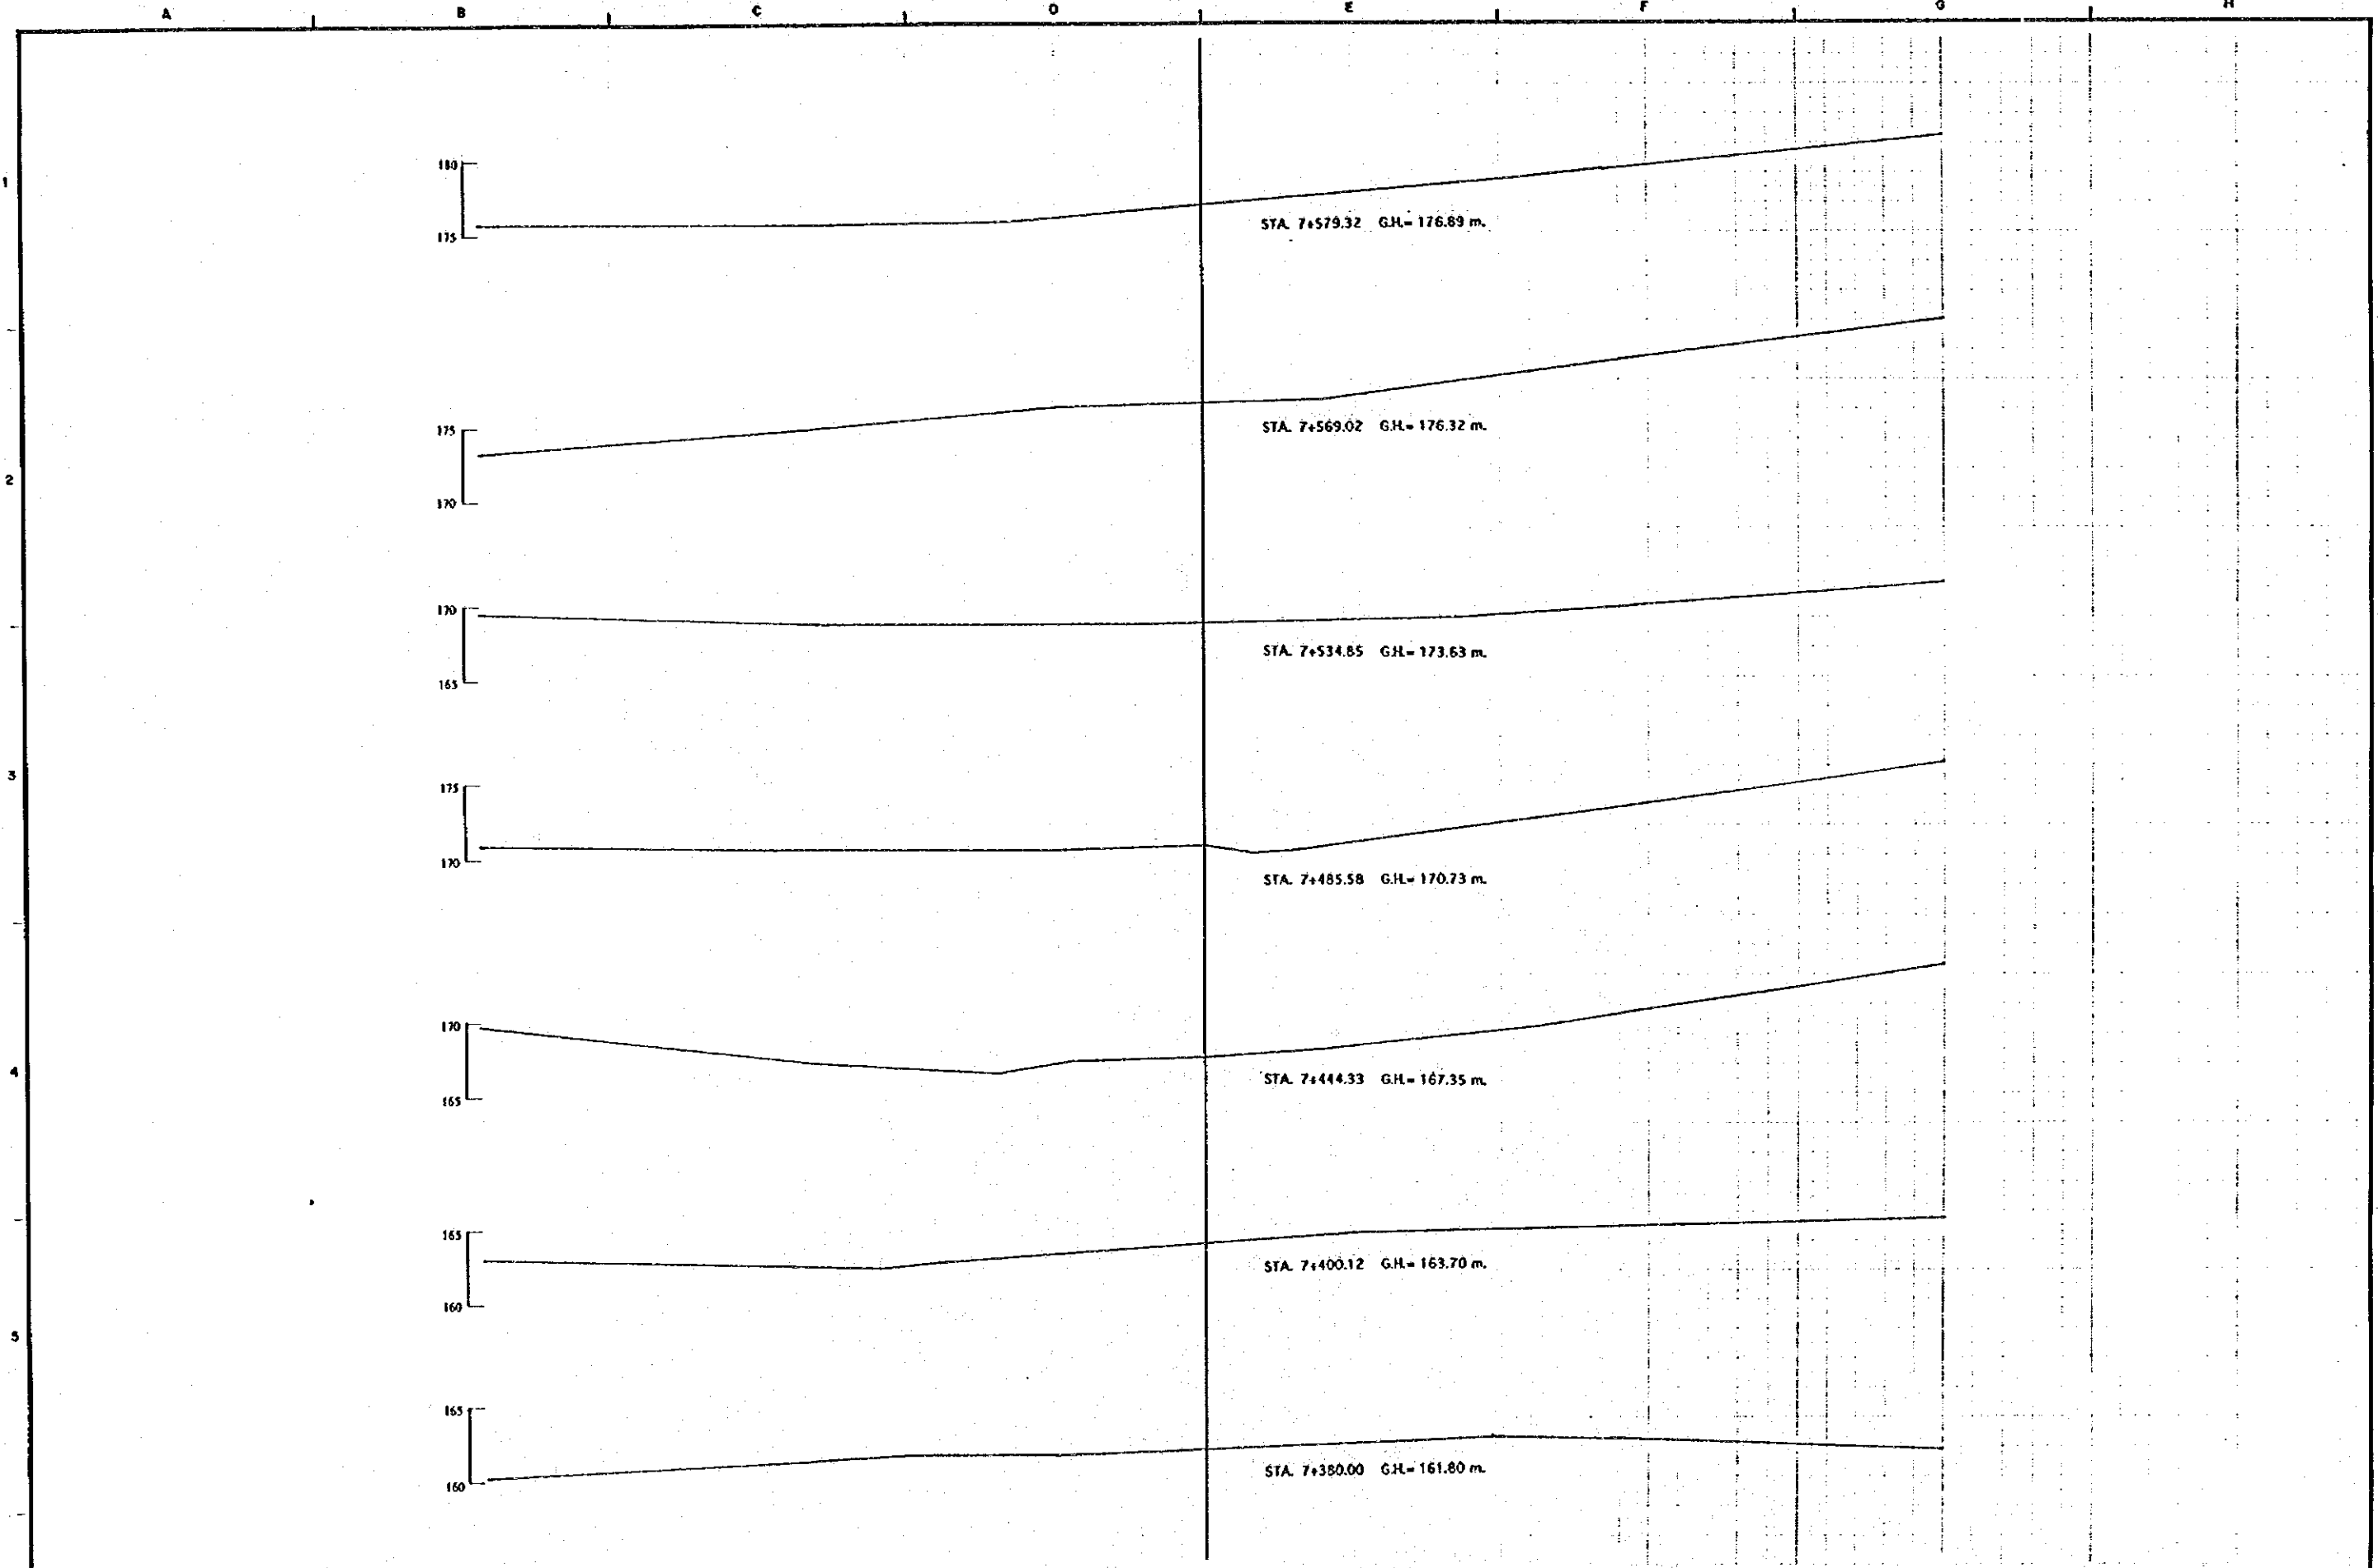 A B C D E F G H
1
180
175
STA. 7+579.32 G.H.= 176.89 m.
175
STA. 7+569.02 G.H.= 176.32 m.
2
170
170
STA. 7+534.85 G.H.= 173.63 m.
165
3
175
170
STA. 7+485.58 G.H.= 170.73 m.
170
4
STA. 7+444.33 G.H.= 167.35 m.
165
165
STA. 7+400.12 G.H.= 163.70 m.
160
5
165
STA. 7+380.00 G.H.= 161.80 m.
160